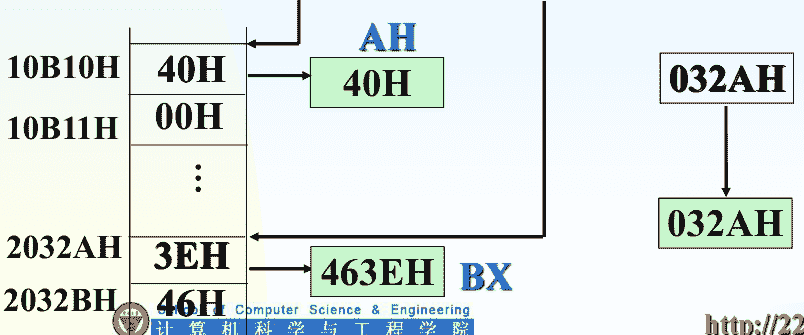 AH
10B10H 40H 40H 032AH
10B11H 00H
⋮
032AH
2032AH 3EH 463EH BX
2032BH 46H
of Computer Science & Engineering
计算机科学与工程学院
http://22